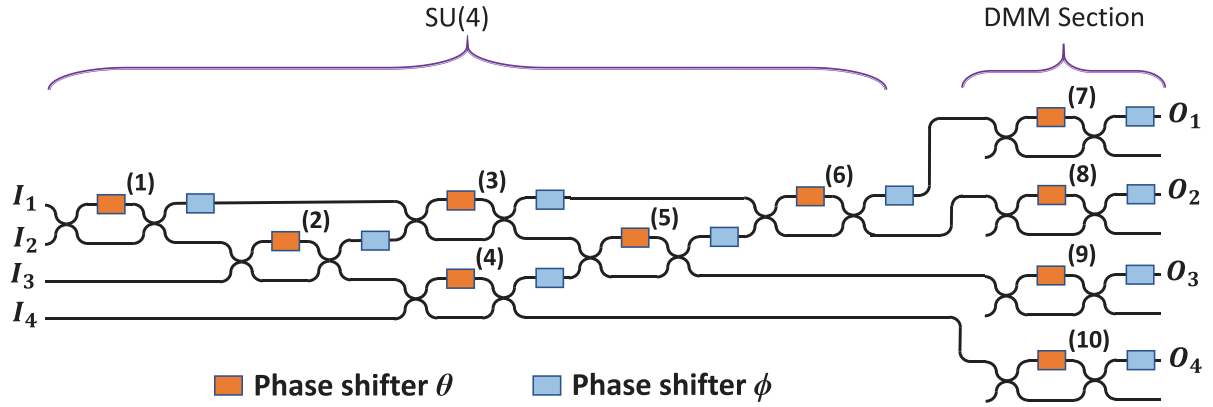 SU(4)
DMM Section
(7)
O₁
(1)
(3)
(6)
(8)
I₁
O₂
(2)
(5)
I₂
(4)
(9)
I₃
O₃
I₄
(10)
O₄
Phase shifter θ
Phase shifter ϕ